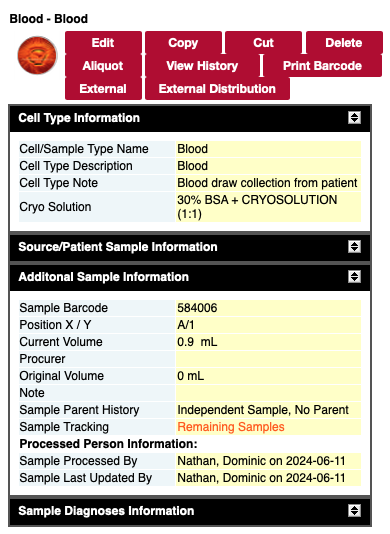 Blood - Blood
Edit Copy Cut Delete
Aliquot View History Print Barcode
External External Distribution
Cell Type Information
Cell/Sample Type Name Blood
Cell Type Description Blood
Cell Type Note Blood draw collection from patient
Cryo Solution 30% BSA + CRYOSOLUTION
(1:1)
Source/Patient Sample Information
Additonal Sample Information
Sample Barcode 584006
Position X / Y A/1
Current Volume 0.9 mL
Procurer
Original Volume 0 mL
Note
Sample Parent History Independent Sample, No Parent
Sample Tracking Remaining Samples
Processed Person Information:
Sample Processed By Nathan, Dominic on 2024-06-11
Sample Last Updated By Nathan, Dominic on 2024-06-11
Sample Diagnoses Information